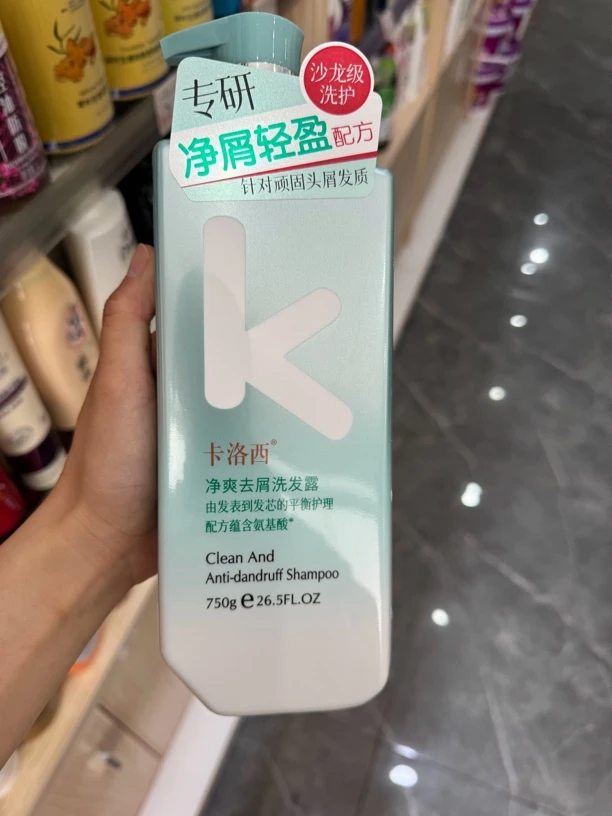 专研
沙龙级
洗护
净屑轻盈配方
针对顽固头屑发质
K
卡洛西®
净爽去屑洗发露
由发表到发芯的平衡护理
配方蕴含氨基酸*
Clean And
Anti-dandruff Shampoo
750g ℮ 26.5FL.OZ